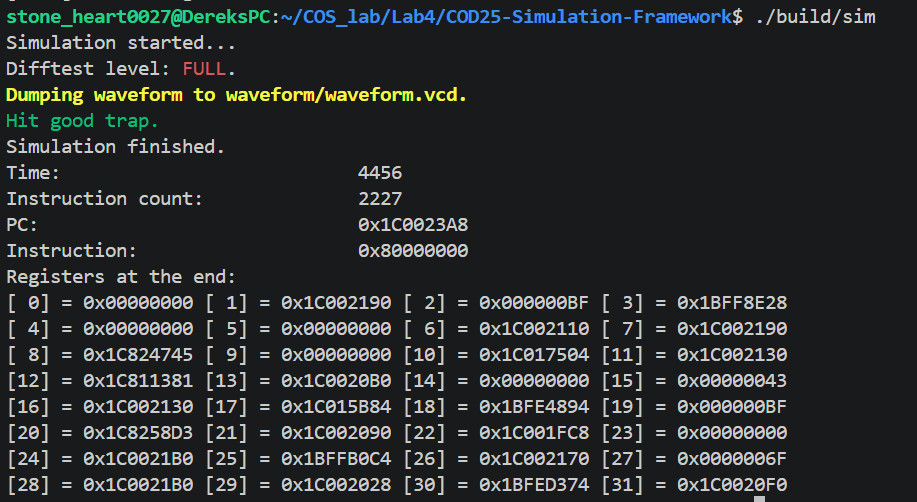 stone_heart0027@DereksPC:~/COS_lab/Lab4/COD25-Simulation-Framework$ ./build/sim
Simulation started...
Difftest level: FULL.
Dumping waveform to waveform/waveform.vcd.
Hit good trap.
Simulation finished.
Time: 4456
Instruction count: 2227
PC: 0x1C0023A8
Instruction: 0x80000000
Registers at the end:
[ 0] = 0x00000000 [ 1] = 0x1C002190 [ 2] = 0x000000BF [ 3] = 0x1BFF8E28
[ 4] = 0x00000000 [ 5] = 0x00000000 [ 6] = 0x1C002110 [ 7] = 0x1C002190
[ 8] = 0x1C824745 [ 9] = 0x00000000 [10] = 0x1C017504 [11] = 0x1C002130
[12] = 0x1C811381 [13] = 0x1C0020B0 [14] = 0x00000000 [15] = 0x00000043
[16] = 0x1C002130 [17] = 0x1C015B84 [18] = 0x1BFE4894 [19] = 0x000000BF
[20] = 0x1C8258D3 [21] = 0x1C002090 [22] = 0x1C001FC8 [23] = 0x00000000
[24] = 0x1C0021B0 [25] = 0x1BFFB0C4 [26] = 0x1C002170 [27] = 0x0000006F
[28] = 0x1C0021B0 [29] = 0x1C002028 [30] = 0x1BFED374 [31] = 0x1C0020F0